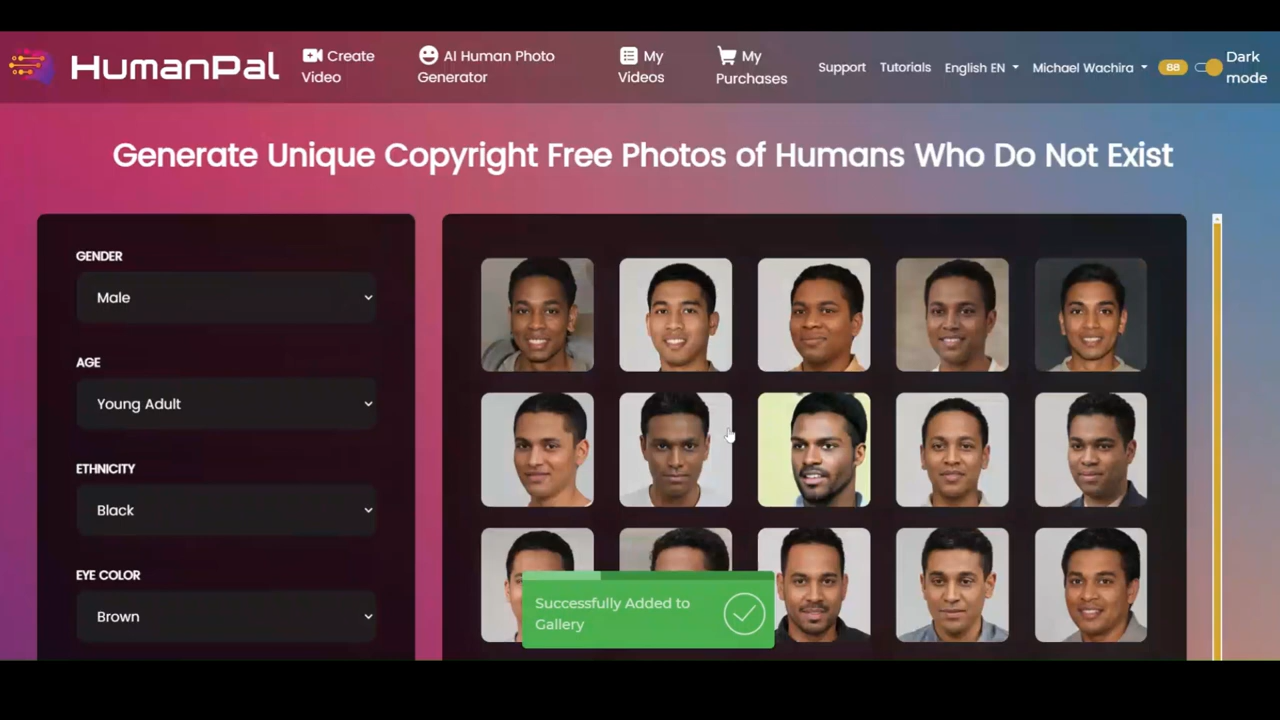 HumanPal
Create
Video
AI Human Photo
Generator
My
Videos
My
Purchases
Support
Tutorials
English EN
Michael Wachira
88
Dark
mode
Generate Unique Copyright Free Photos of Humans Who Do Not Exist
GENDER
Male
AGE
Young Adult
ETHNICITY
Black
EYE COLOR
Brown
Successfully Added to
Gallery